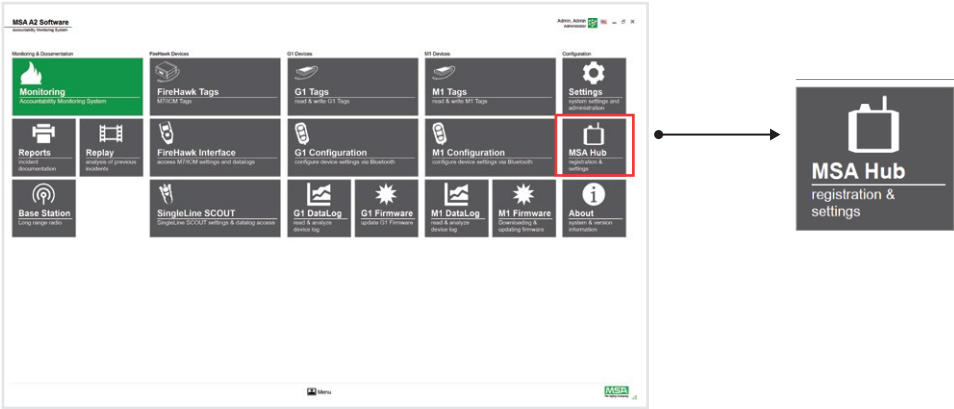 MSA A2 Software
Accountability Monitoring System
Admin, Admin
Administrator
Monitoring & Documentation
FireHawk Devices
G1 Devices
M1 Devices
Configuration
Monitoring
Accountability Monitoring System
FireHawk Tags
M7/ICM Tags
G1 Tags
read & write G1 Tags
M1 Tags
read & write M1 Tags
Settings
system settings and
administration
Reports
incident
documentation
Replay
analysis of previous
incidents
FireHawk Interface
access M7/ICM settings and datalogs
G1 Configuration
configure device settings via Bluetooth
M1 Configuration
configure device settings via Bluetooth
MSA Hub
registration &
settings
Base Station
Long range radio
SingleLine SCOUT
SingleLine SCOUT settings & datalog access
G1 DataLog
read & analyze
device log
G1 Firmware
update G1 Firmware
M1 DataLog
read & analyze
device log
M1 Firmware
Downloading &
updating firmware
About
system & version
information
Menu
MSA
The Safety Company
MSA Hub
registration &
settings